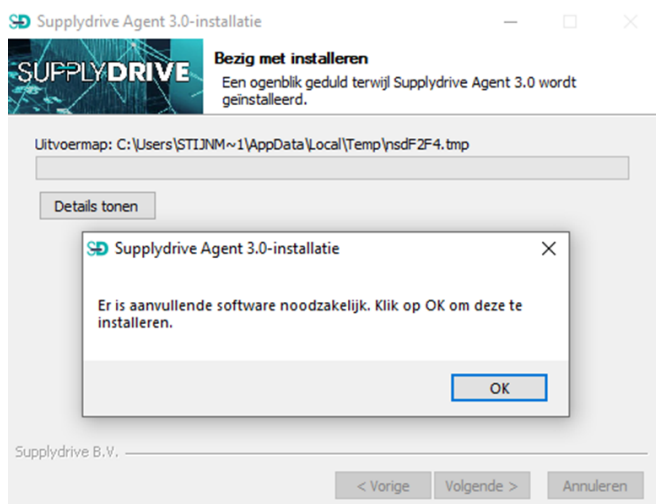 Supplydrive Agent 3.0-installatie
SUPPLYDRIVE
Bezig met installeren
Een ogenblik geduld terwijl Supplydrive Agent 3.0 wordt
geïnstalleerd.
Uitvoermap: C:\Users\STIJNM~1\AppData\Local\Temp\nsdF2F4.tmp
Details tonen
Supplydrive Agent 3.0-installatie
Er is aanvullende software noodzakelijk. Klik op OK om deze te
installeren.
OK
Supplydrive B.V.
< Vorige Volgende > Annuleren